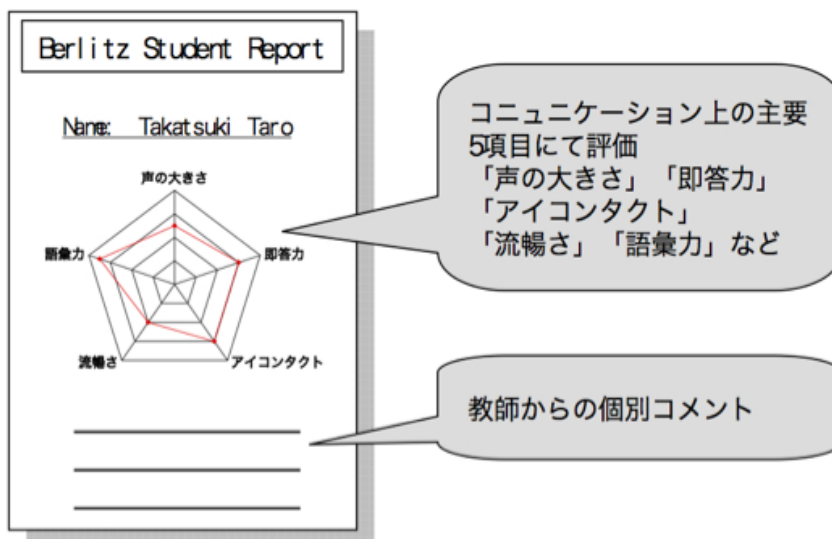 Berlitz Student Report
Name: Takatsuki Taro
声の大きさ
語彙力
即答力
流暢さ
アイコンタクト
コニュニケーション上の主要
5項目にて評価
「声の大きさ」「即答力」
「アイコンタクト」
「流暢さ」「語彙力」など
教師からの個別コメント